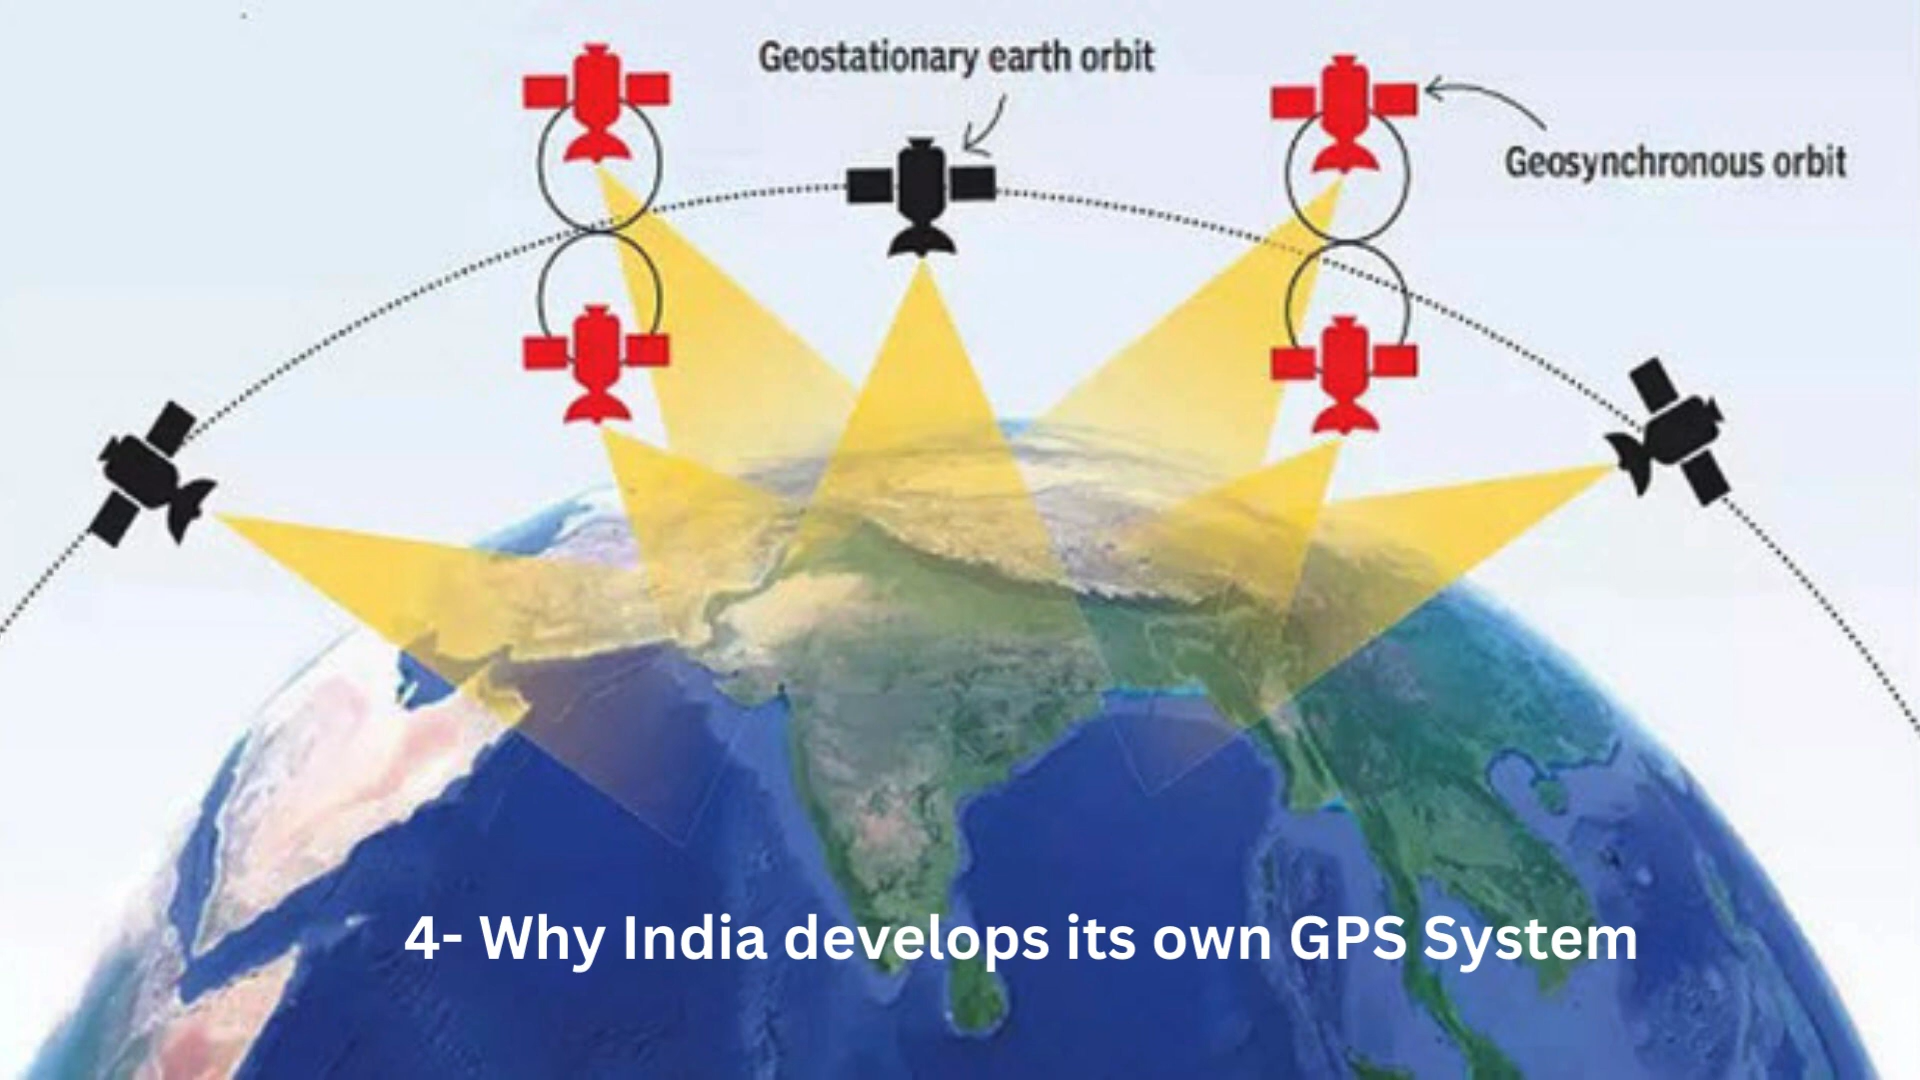 Geostationary earth orbit
Geosynchronous orbit
4- Why India develops its own GPS System